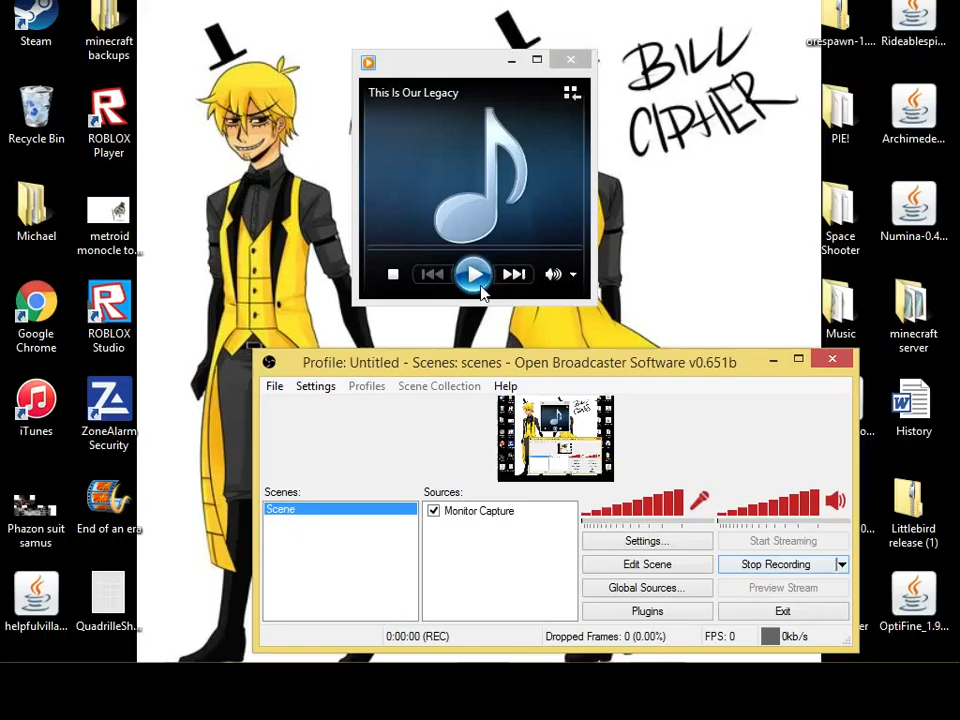 Steam
minecraft
backups
orespawn-1....
Rideablespi...
BILL
CIPHER
This Is Our Legacy
Recycle Bin
ROBLOX
Player
PIE!
Archimede...
Michael
metroid
monocle to...
Space
Shooter
Numina-0.4...
Google
Chrome
ROBLOX
Studio
Music
minecraft
server
Profile: Untitled - Scenes: scenes - Open Broadcaster Software v0.651b
File
Settings
Profiles
Scene Collection
Help
iTunes
ZoneAlarm
Security
History
Scenes:
Sources:
Scene
Monitor Capture
Phazon suit
samus
End of an era
Littlebird
release (1)
Settings...
Start Streaming
Edit Scene
Stop Recording
Global Sources...
Preview Stream
Plugins
Exit
helpfulvilla...
QuadrilleSh...
OptiFine_1.9...
0:00:00 (REC)
Dropped Frames: 0 (0.00%)
FPS: 0
0kb/s